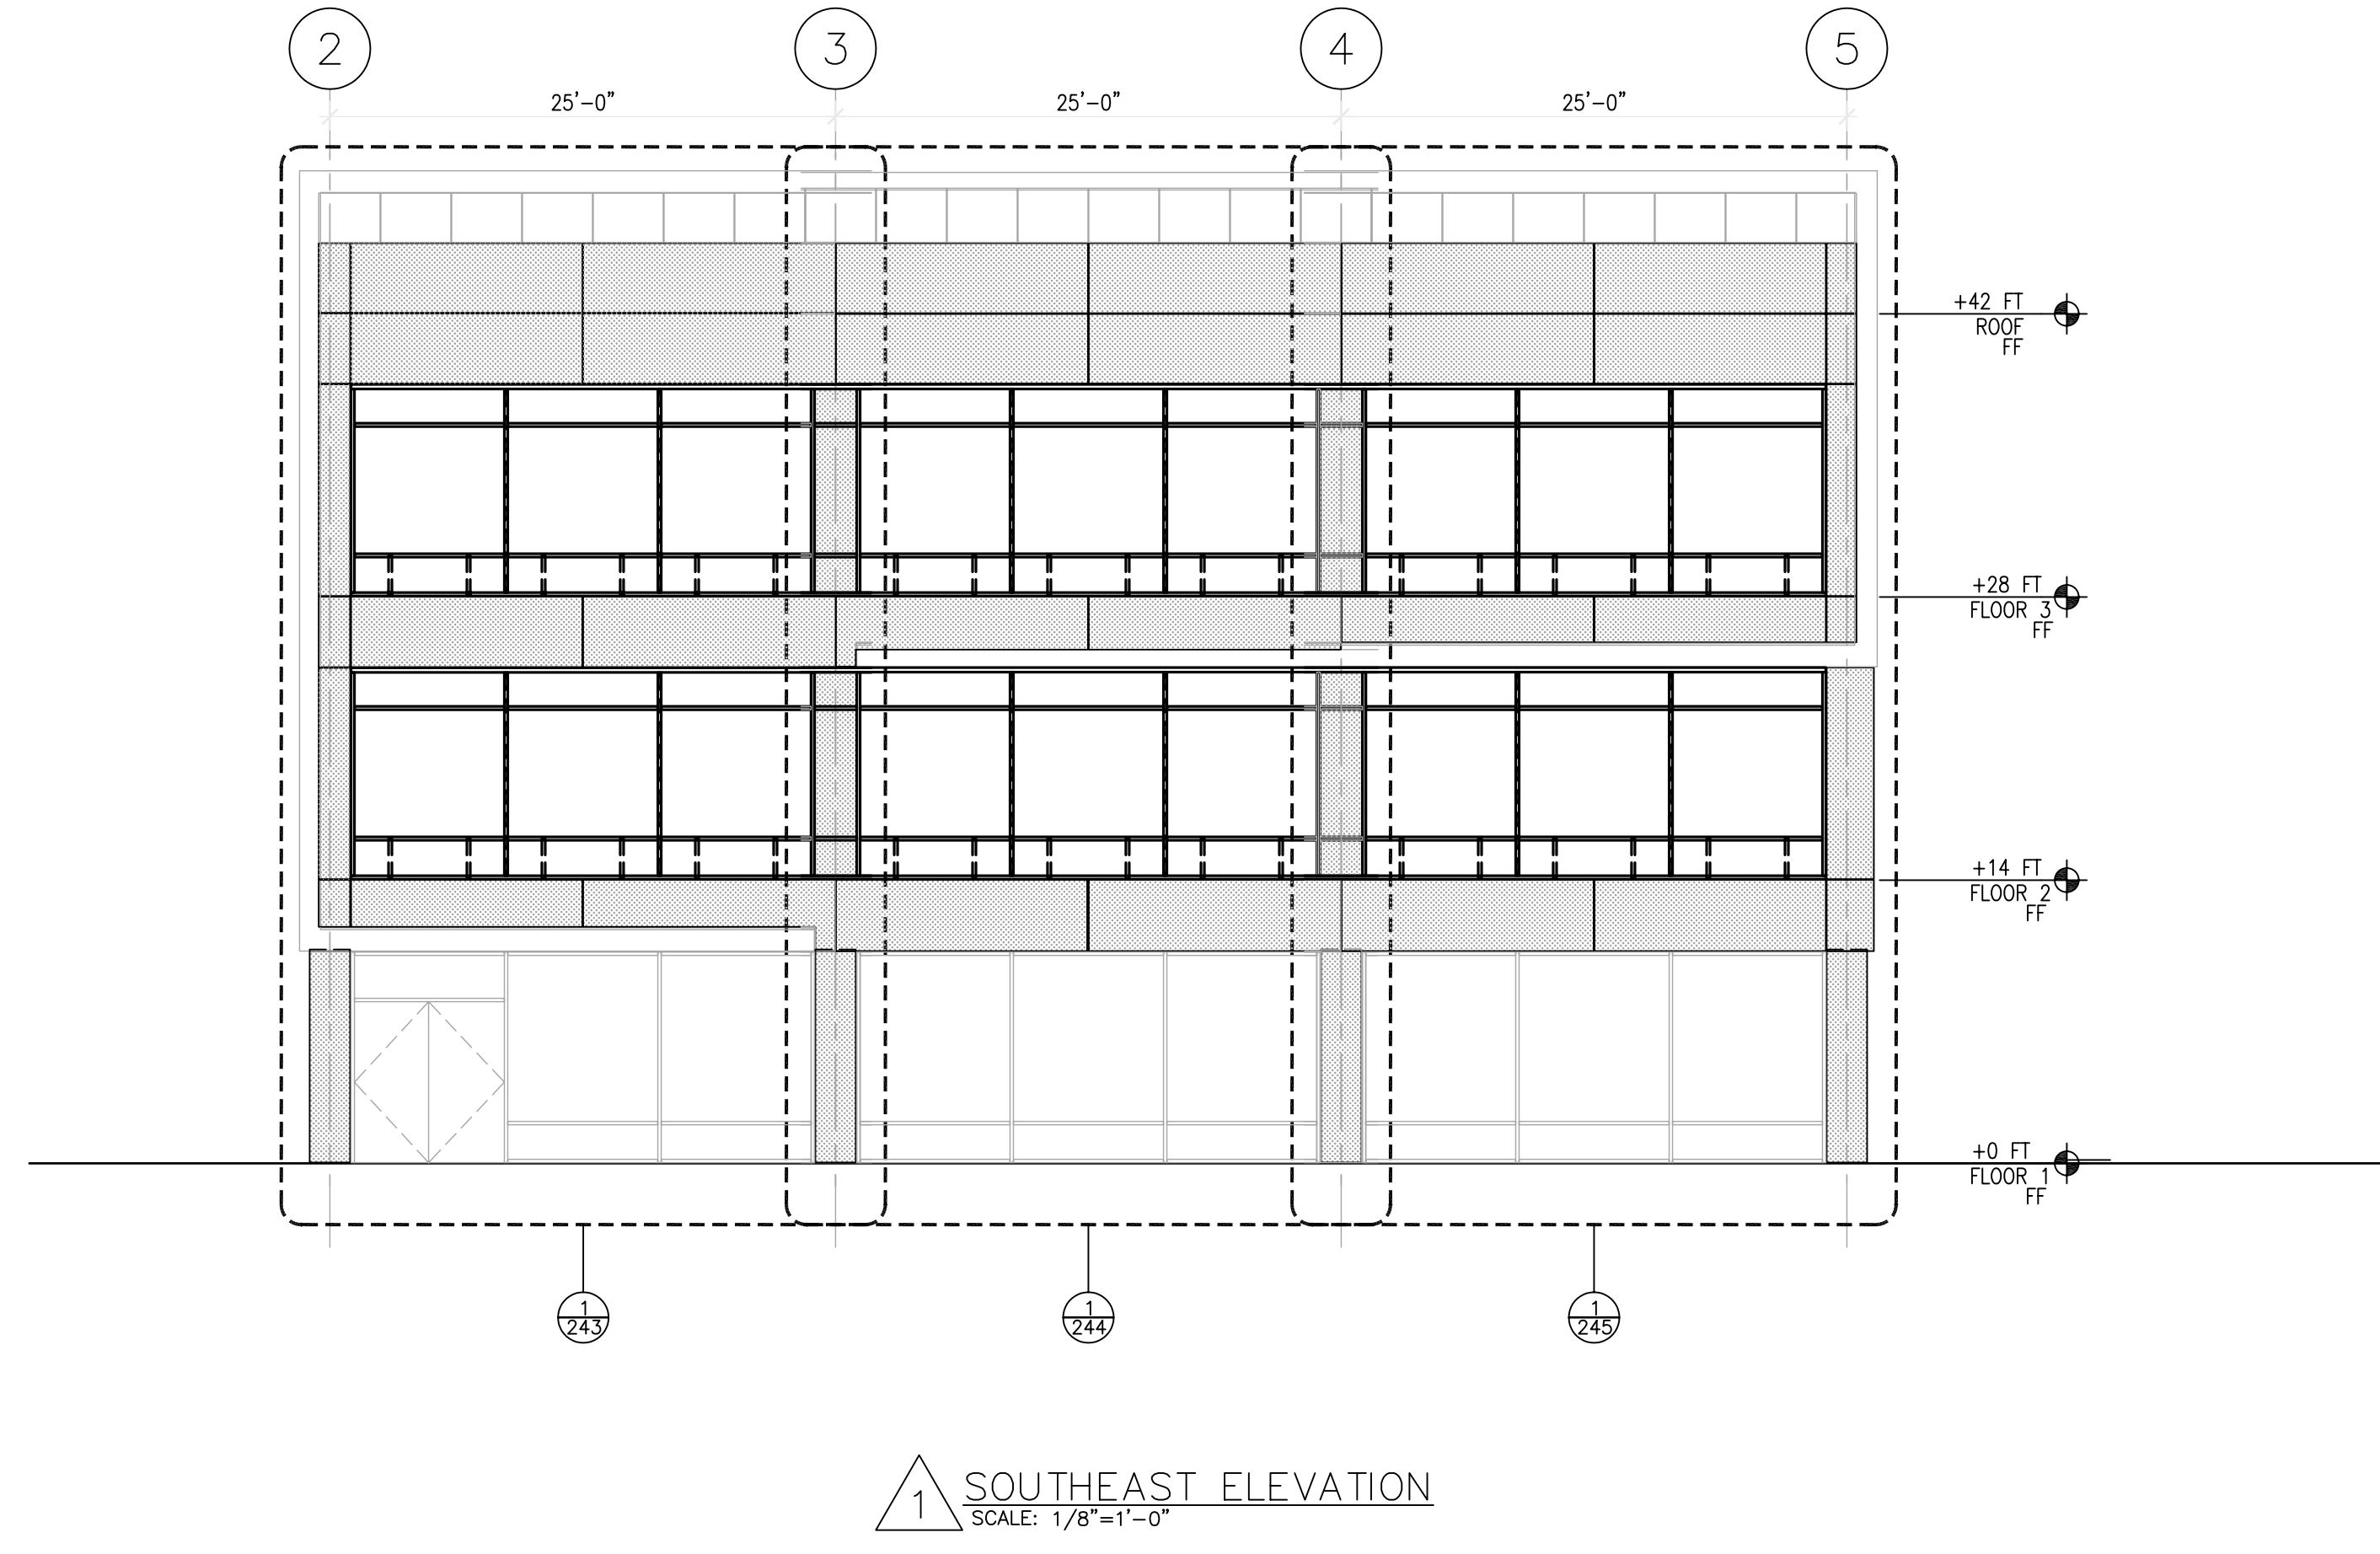 2 3 4 5
25'-0" 25'-0" 25'-0"
+42 FT
ROOF
FF
+28 FT
FLOOR 3
FF
+14 FT
FLOOR 2
FF
+0 FT
FLOOR 1
FF
1 1 1
243 244 245
1 SOUTHEAST ELEVATION
SCALE: 1/8"=1'-0"